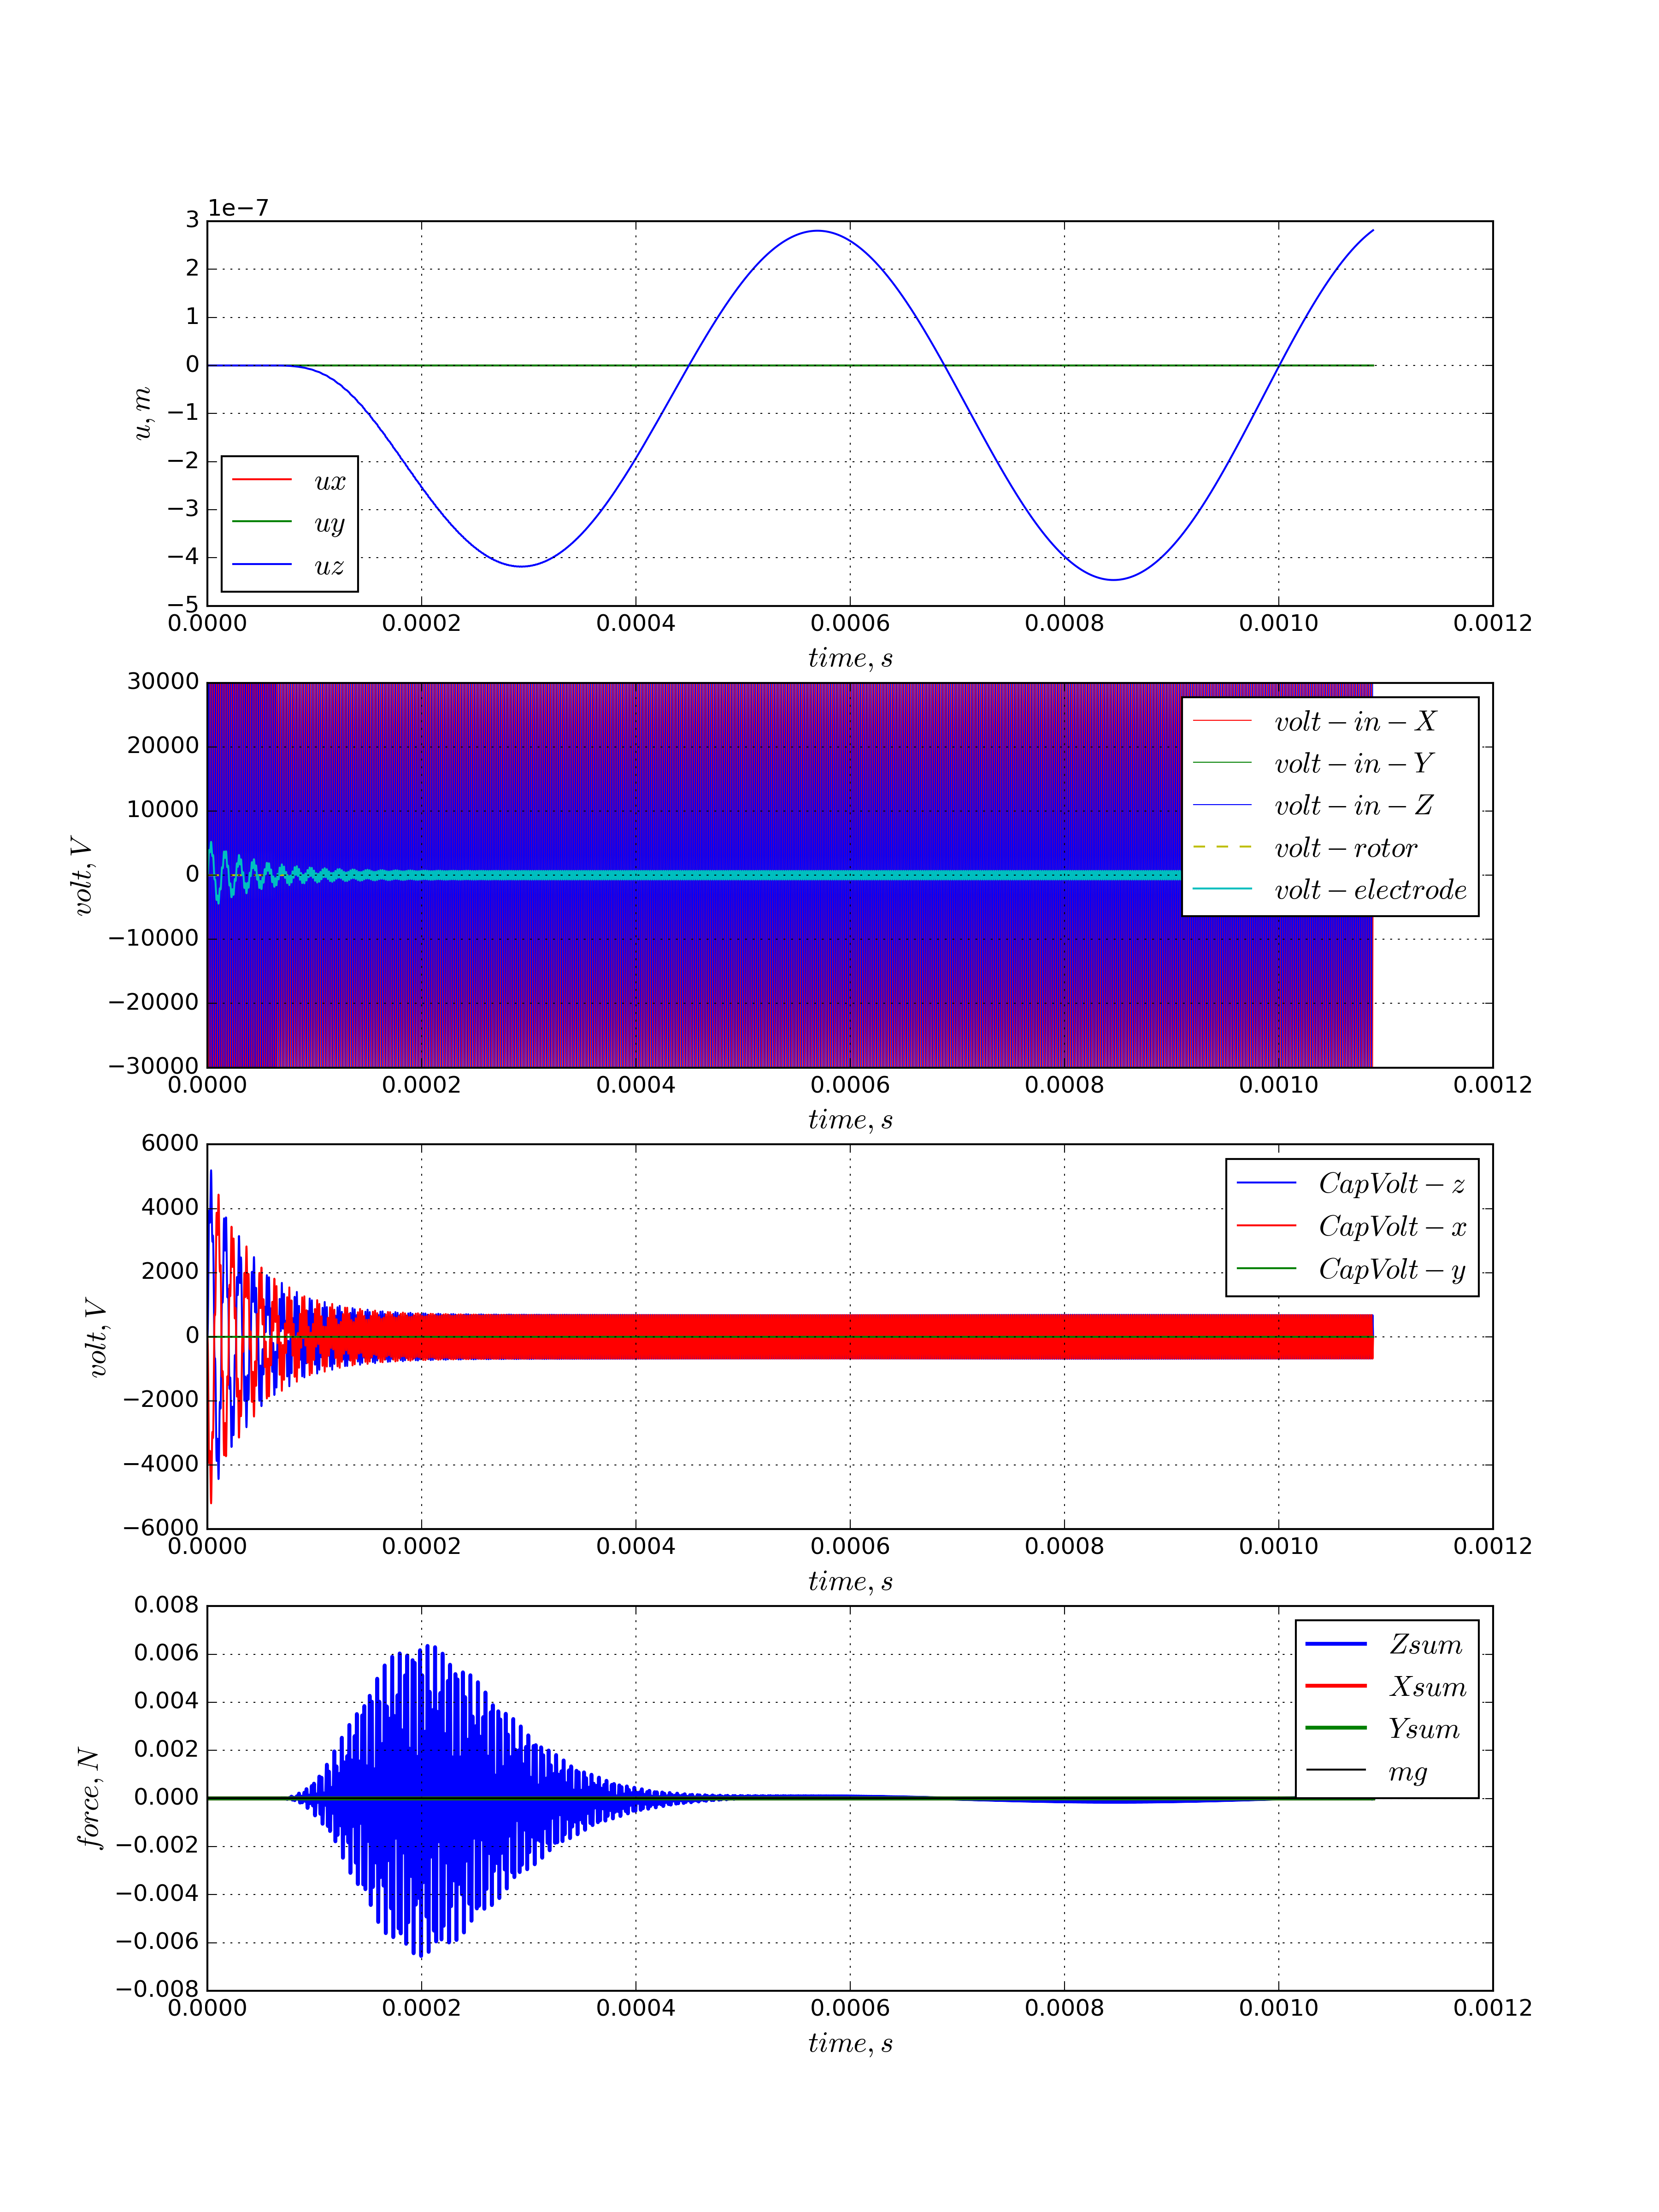 1e−7
3
2
1
0
−1
−2
−3
−4
−5
u, m
ux
uy
uz
0.0000 0.0002 0.0004 0.0006 0.0008 0.0010 0.0012
time, s
30000
20000
10000
0
−10000
−20000
−30000
volt, V
volt − in − X
volt − in − Y
volt − in − Z
volt − rotor
volt − electrode
0.0000 0.0002 0.0004 0.0006 0.0008 0.0010 0.0012
time, s
6000
4000
2000
0
−2000
−4000
−6000
volt, V
CapVolt − z
CapVolt − x
CapVolt − y
0.0000 0.0002 0.0004 0.0006 0.0008 0.0010 0.0012
time, s
0.008
0.006
0.004
0.002
0.000
−0.002
−0.004
−0.006
−0.008
force, N
Zsum
Xsum
Ysum
mg
0.0000 0.0002 0.0004 0.0006 0.0008 0.0010 0.0012
time, s